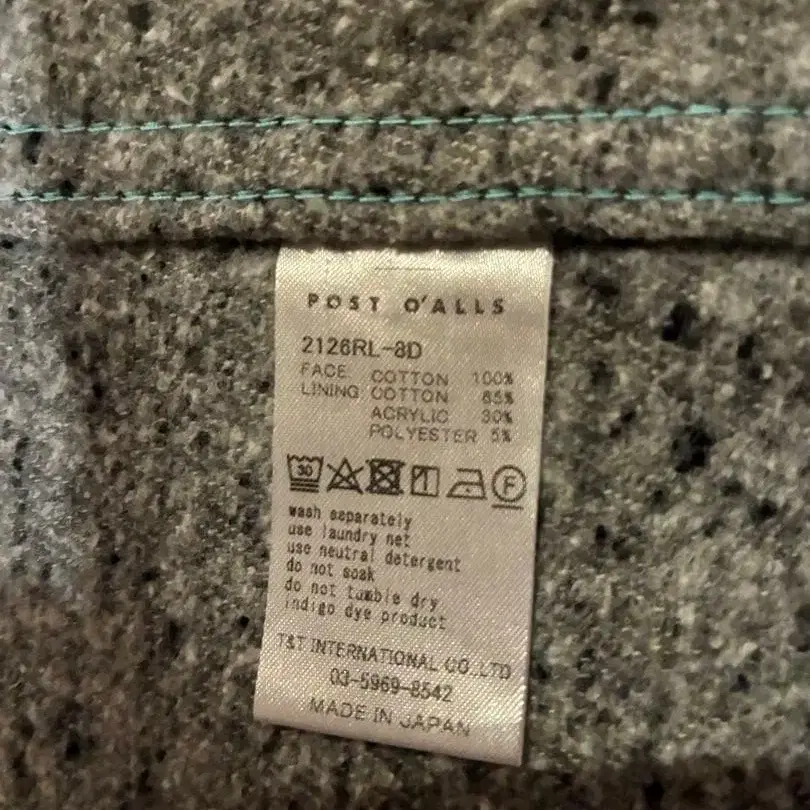 POST O'ALLS
2126RL-8D
FACE COTTON 100%
LINING COTTON 65%
ACRYLIC 30%
POLYESTER 5%
30 F
wash separately
use laundry net
use neutral detergent
do not soak
do not tumble dry
indigo dye product
T&T INTERNATIONAL CO.,LTD
03-5969-8542
MADE IN JAPAN